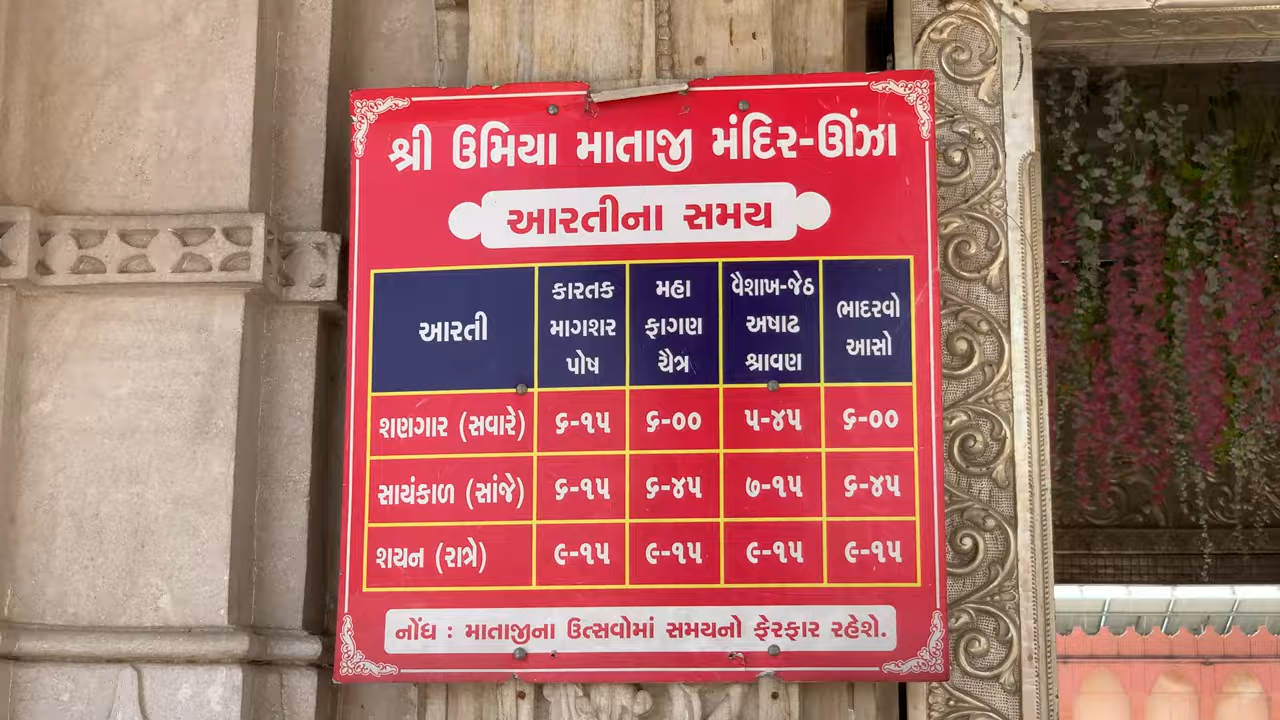 શ્રી ઉમિયા માતાજી મંદિર-ઊંઝા
આરતીના સમય
આરતી
કારતક
માગશર
પોષ
મહા
ફાગણ
ચૈત્ર
વૈશાખ-જેઠ
અષાઢ
શ્રાવણ
ભાદરવો
આસો
શણગાર (સવારે) ૬-૧૫ ૬-૦૦ ૫-૪૫ ૬-૦૦
સાયંકાળ (સાંજે) ૬-૧૫ ૬-૪૫ ૭-૧૫ ૬-૪૫
શયન (રાત્રે) ૯-૧૫ ૯-૧૫ ૯-૧૫ ૯-૧૫
નોંધ : માતાજીના ઉત્સવોમાં સમયનો ફેરફાર રહેશે.